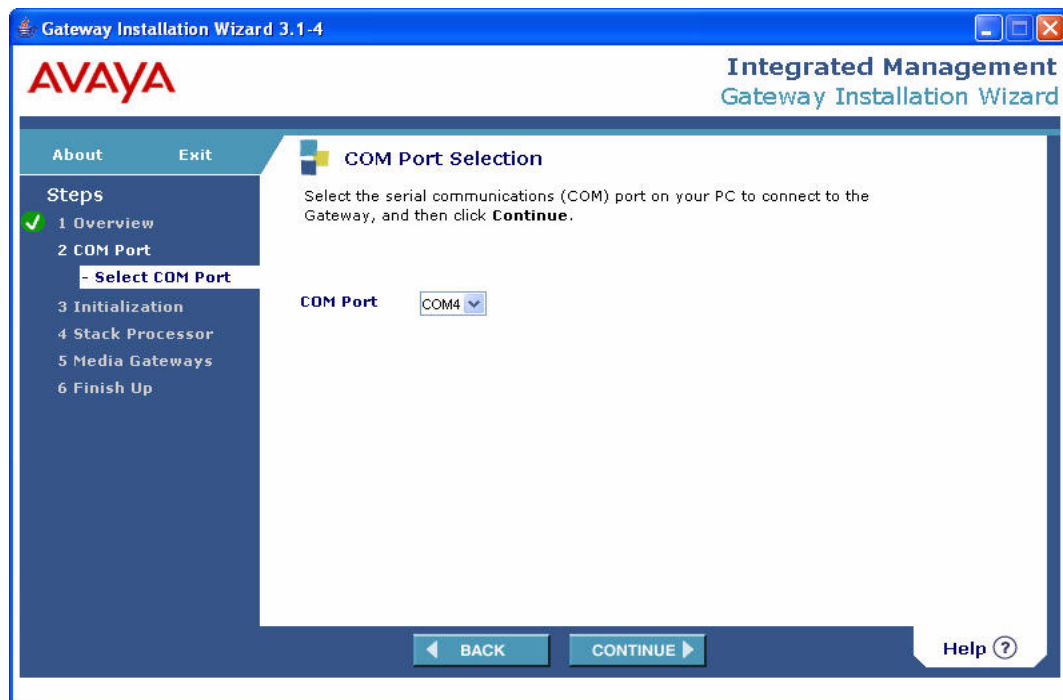 Gateway Installation Wizard 3.1-4
AVAYA
Integrated Management
Gateway Installation Wizard
About Exit
Steps
1 Overview
2 COM Port
- Select COM Port
3 Initialization
4 Stack Processor
5 Media Gateways
6 Finish Up
COM Port Selection
Select the serial communications (COM) port on your PC to connect to the
Gateway, and then click Continue.
COM Port COM4
BACK CONTINUE
Help ?